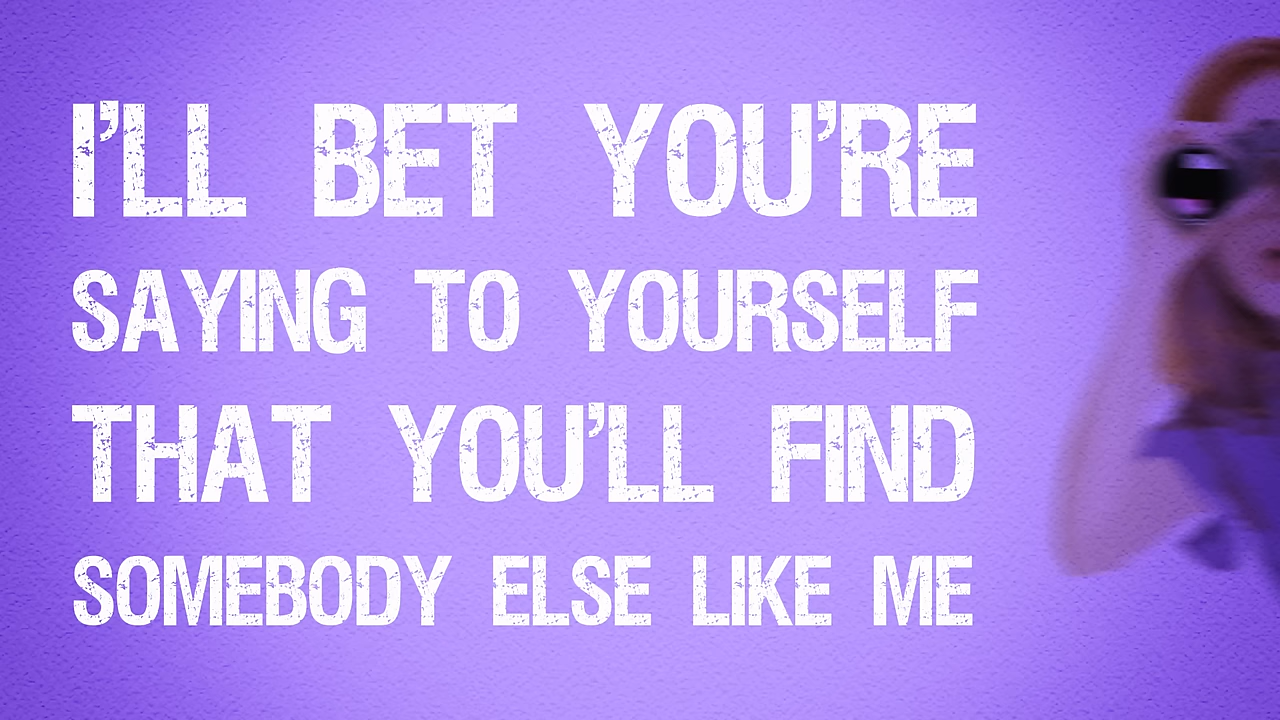 I'LL BET YOU'RE
SAYING TO YOURSELF
THAT YOU'LL FIND
SOMEBODY ELSE LIKE ME